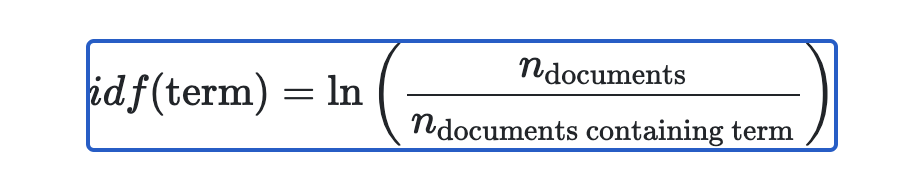 idf(term) = ln ( n_documents / n_documents containing term )